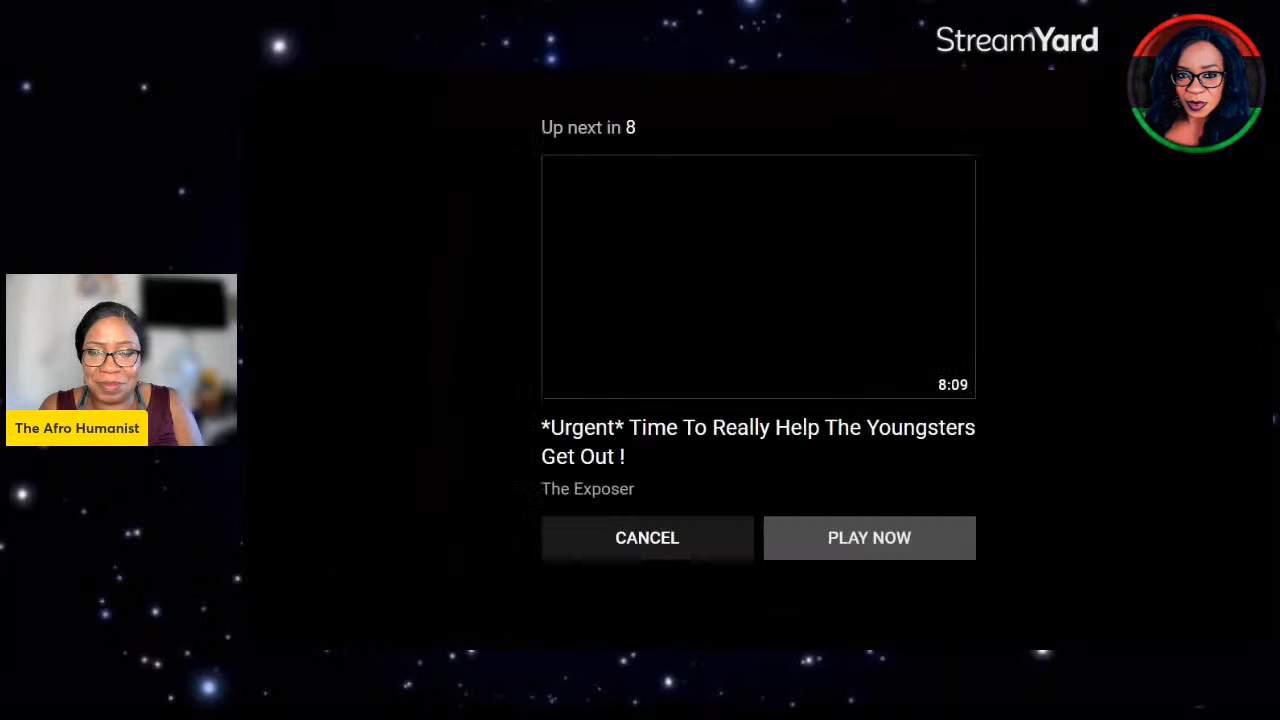 StreamYard
Up next in 8
8:09
*Urgent* Time To Really Help The Youngsters
Get Out !
The Exposer
CANCEL
PLAY NOW
The Afro Humanist